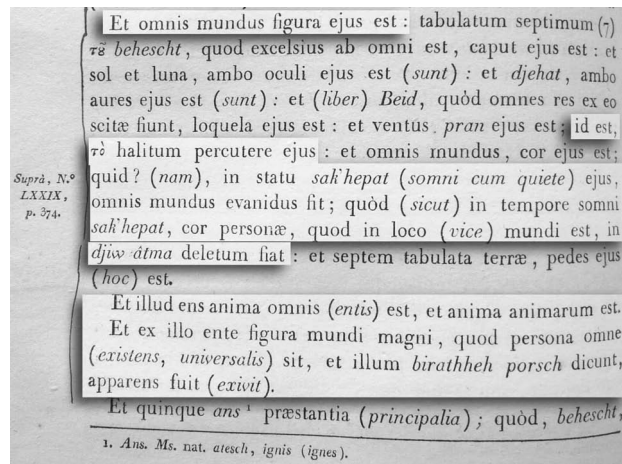 Et omnis mundus figura ejus est : tabulatum septimum (7)
τȣ͂ behescht, quod excelsius ab omni est, caput ejus est : et
sol et luna, ambo oculi ejus est (sunt) : et djehat, ambo
aures ejus est (sunt) : et (liber) Beid, quòd omnes res ex eo
scitæ fiunt, loquela ejus est : et ventus pran ejus est ; id est,
τὸ halitum percutere ejus : et omnis mundus, cor ejus est ;
Suprà, N.º
LXXIX,
p. 374.
quid ? (nam), in statu sak'hepat (somni cum quiete) ejus,
omnis mundus evanidus fit ; quòd (sicut) in tempore somni
sak'hepat, cor personæ, quod in loco (vice) mundi est, in
djiw âtma deletum fiat : et septem tabulata terræ, pedes ejus
(hoc) est.
Et illud ens anima omnis (entis) est, et anima animarum est.
Et ex illo ente figura mundi magni, quod persona omne
(existens, universalis) sit, et illum birathheh porsch dicunt,
apparens fuit (exivit).
Et quinque ans ¹ præstantia (principalia) ; quòd, behescht,
1. Ans. Ms. nat. atesch, ignis (ignes).